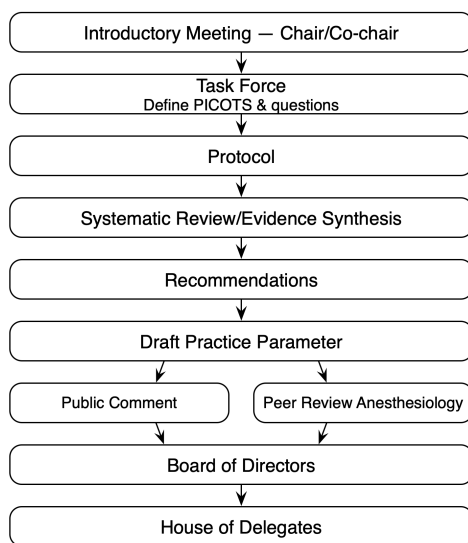 Introductory Meeting — Chair/Co-chair
Task Force
Define PICOTS & questions
Protocol
Systematic Review/Evidence Synthesis
Recommendations
Draft Practice Parameter
Public Comment
Peer Review Anesthesiology
Board of Directors
House of Delegates